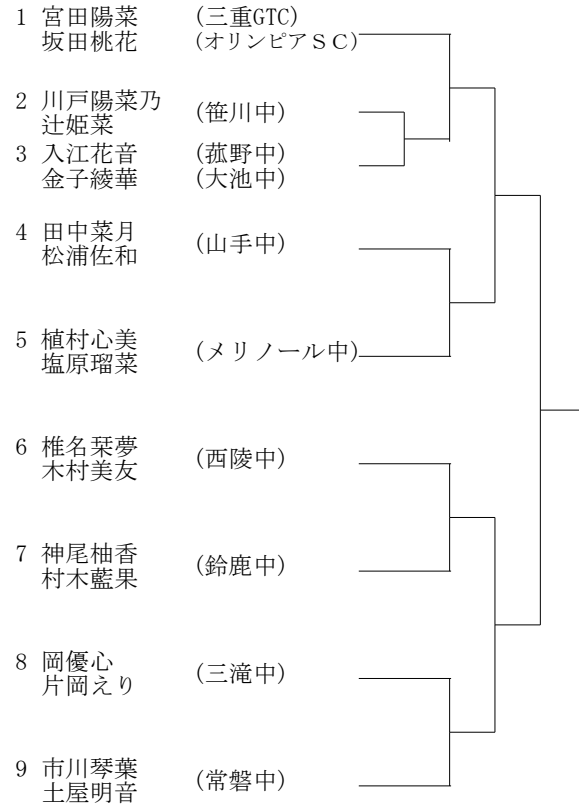 1 宮田陽菜 (三重GTC)
坂田桃花 (オリンピアＳＣ)
2 川戸陽菜乃 (笹川中)
辻姫菜
3 入江花音 (菰野中)
金子綾華 (大池中)
4 田中菜月 (山手中)
松浦佐和
5 植村心美 (メリノール中)
塩原瑠菜
6 椎名栞夢 (西陵中)
木村美友
7 神尾柚香 (鈴鹿中)
村木藍果
8 岡優心 (三滝中)
片岡えり
9 市川琴葉 (常磐中)
土屋明音